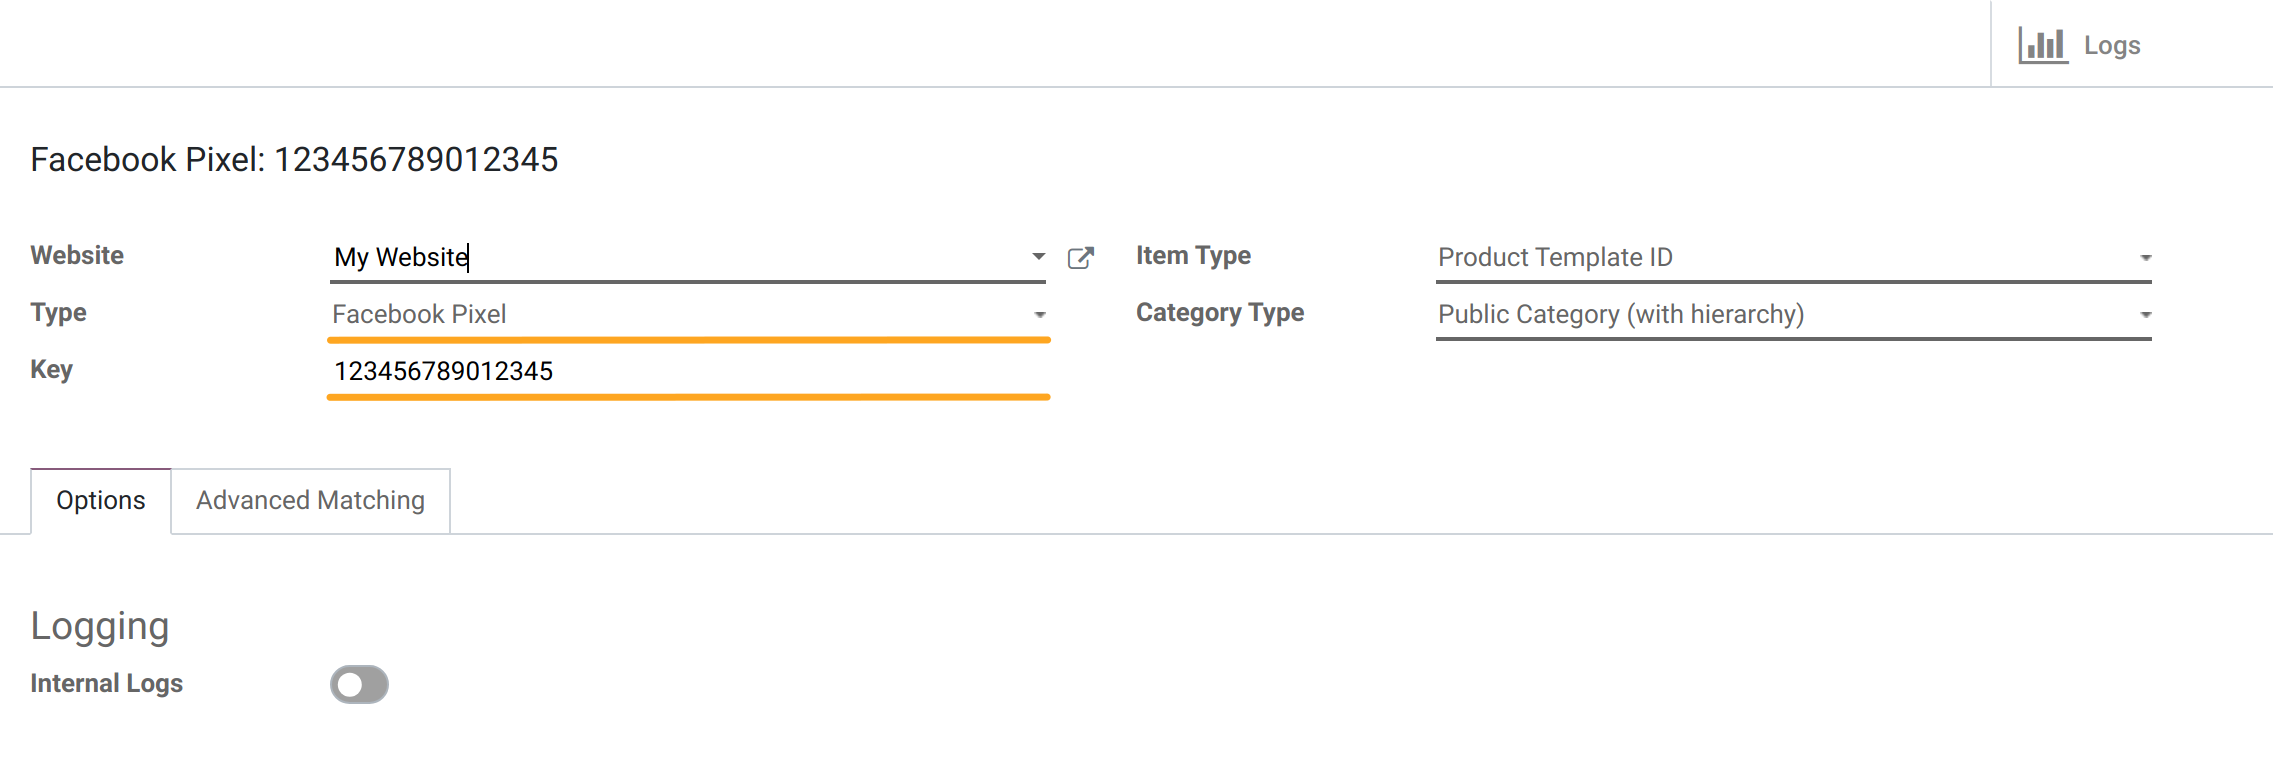 Logs
Facebook Pixel: 123456789012345
Website My Website Item Type Product Template ID
Type Facebook Pixel Category Type Public Category (with hierarchy)
Key 123456789012345
Options Advanced Matching
Logging
Internal Logs